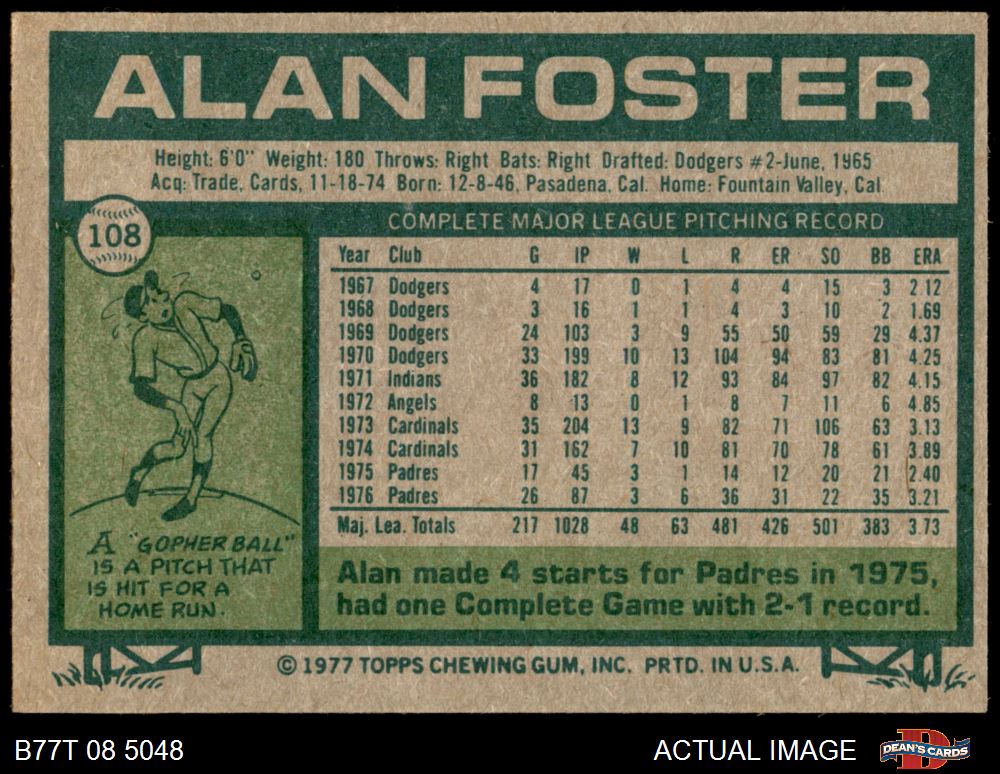 ALAN FOSTER
Height: 6'0" Weight: 180 Throws: Right Bats: Right Drafted: Dodgers #2-June, 1965
Acq: Trade, Cards, 11-18-74 Born: 12-8-46, Pasadena, Cal. Home: Fountain Valley, Cal
108
COMPLETE MAJOR LEAGUE PITCHING RECORD
Year Club G IP W L R ER SO BB ERA
1967 Dodgers 4 17 0 1 4 4 15 3 2.12
1968 Dodgers 3 16 1 1 4 3 10 2 1.69
1969 Dodgers 24 103 3 9 55 50 59 29 4.37
1970 Dodgers 33 199 10 13 104 94 83 81 4.25
1971 Indians 36 182 8 12 93 84 97 82 4.15
1972 Angels 8 13 0 1 8 7 11 6 4.85
1973 Cardinals 35 204 13 9 82 71 106 63 3.13
1974 Cardinals 31 162 7 10 81 70 78 61 3.89
1975 Padres 17 45 3 1 14 12 20 21 2.40
1976 Padres 26 87 3 6 36 31 22 35 3.21
Maj. Lea. Totals 217 1028 48 63 481 426 501 383 3.73
A "GOPHER BALL"
IS A PITCH THAT
IS HIT FOR A
HOME RUN.
Alan made 4 starts for Padres in 1975,
had one Complete Game with 2-1 record.
© 1977 TOPPS CHEWING GUM, INC. PRTD. IN U.S.A.
B77T 08 5048
ACTUAL IMAGE
DEAN'S CARDS